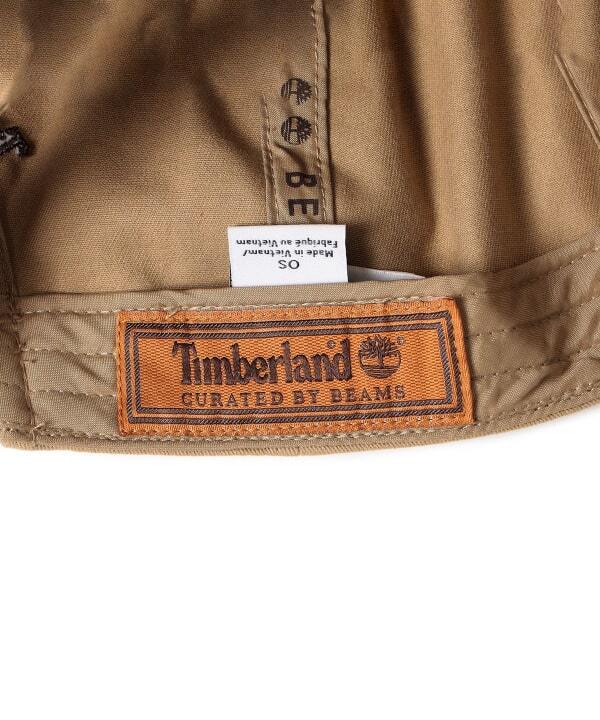 BE
OS
Made in Vietnam/
Fabriqué au Vietnam
Timberland®
CURATED BY BEAMS